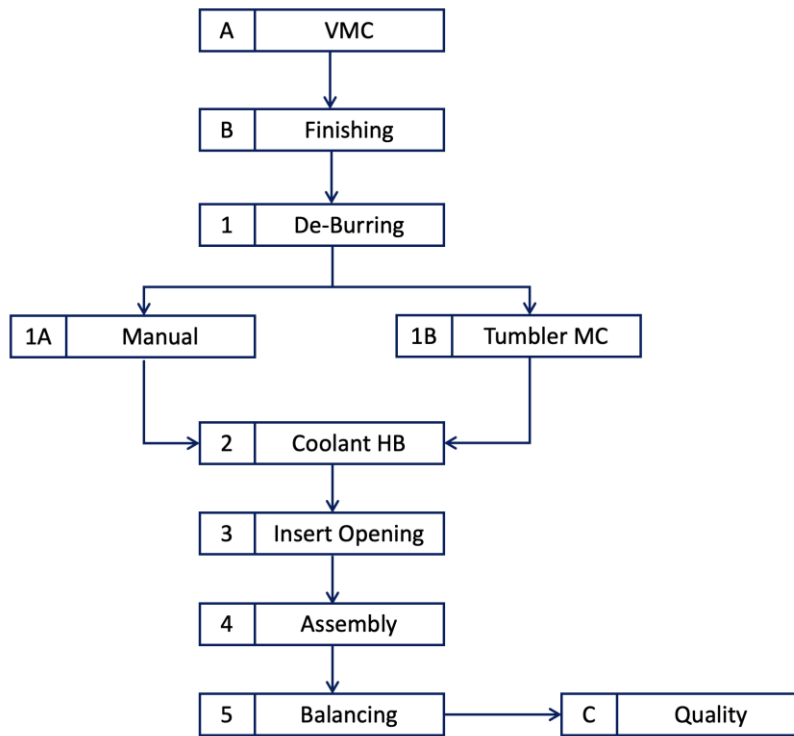 A VMC
B Finishing
1 De-Burring
1A Manual
1B Tumbler MC
2 Coolant HB
3 Insert Opening
4 Assembly
5 Balancing
C Quality